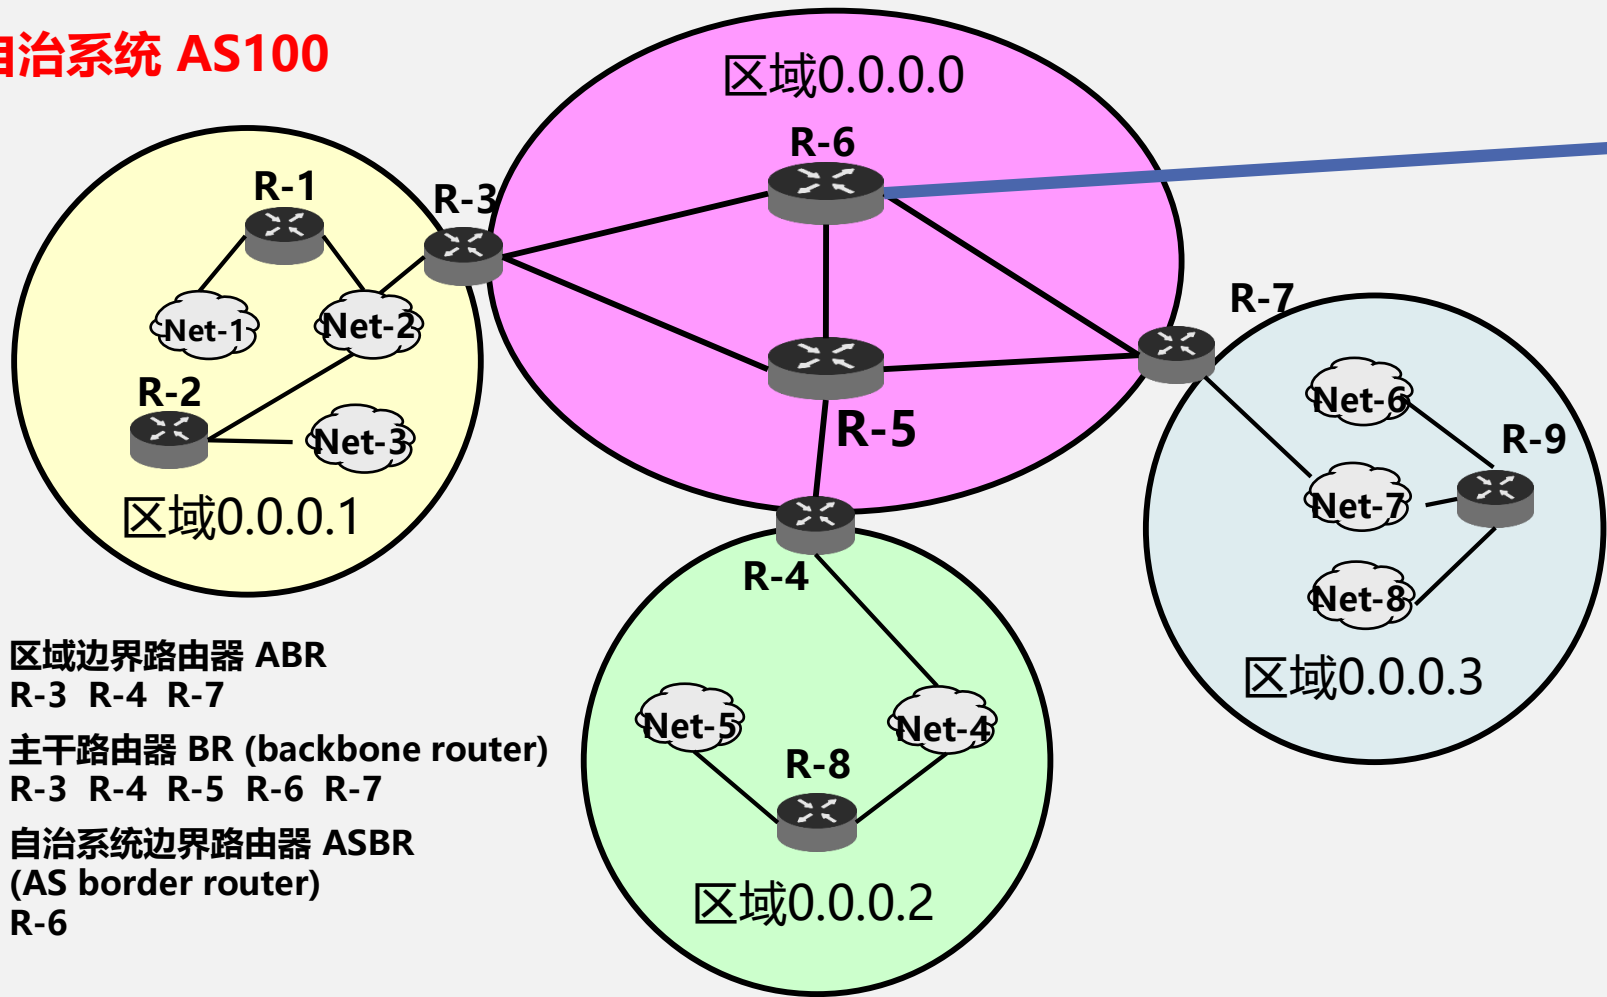 自治系统 AS100
区域0.0.0.0
R-6
R-1
R-3
R-7
Net-1
Net-2
R-2
Net-3
R-5
Net-6
R-9
Net-7
区域0.0.0.1
R-4
Net-8
区域0.0.0.3
区域边界路由器 ABR
R-3 R-4 R-7
Net-5
Net-4
主干路由器 BR (backbone router)
R-8
R-3 R-4 R-5 R-6 R-7
自治系统边界路由器 ASBR
(AS border router)
区域0.0.0.2
R-6